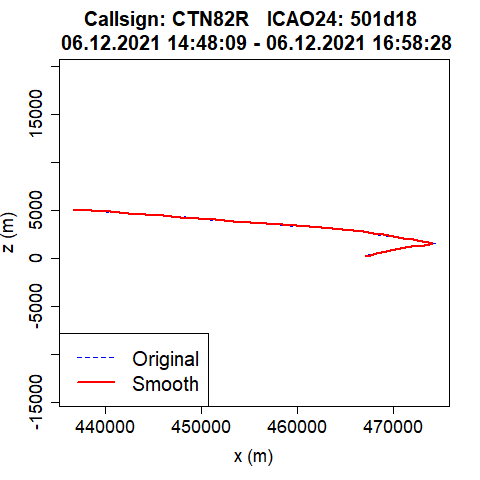 Callsign: CTN82R   ICAO24: 501d18
06.12.2021 14:48:09 - 06.12.2021 16:58:28
z (m)
15000
5000
0
-5000
-15000
Original
Smooth
440000 450000 460000 470000
x (m)